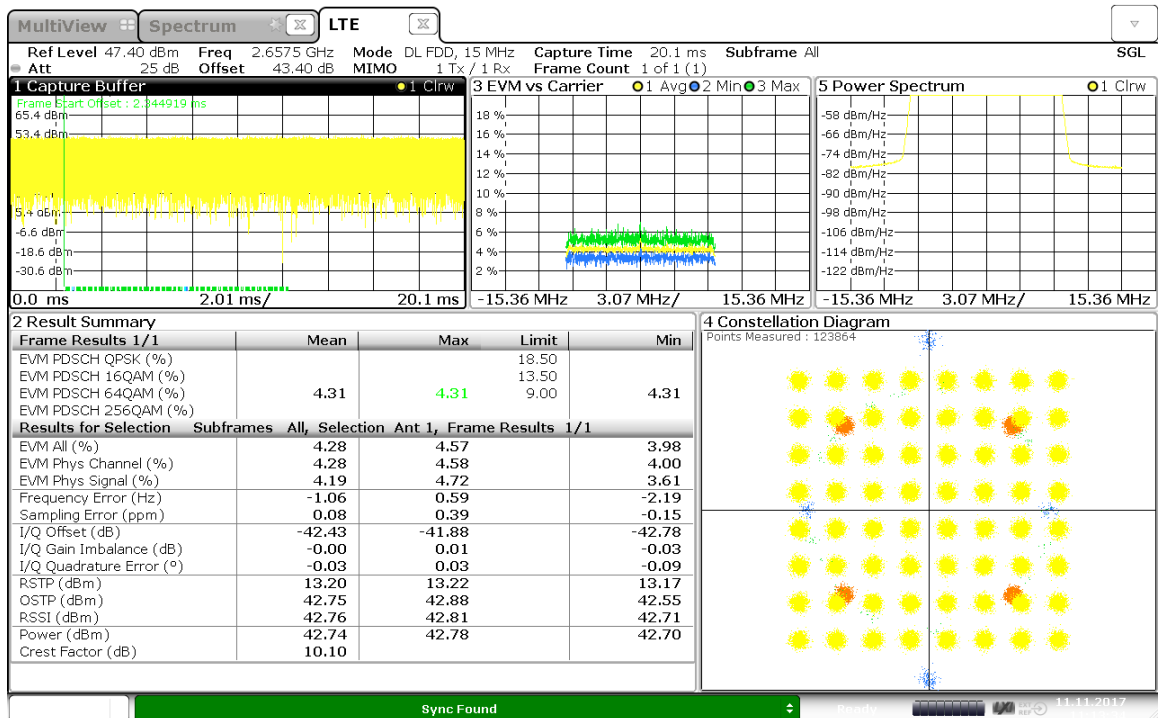 MultiView Spectrum LTE
Ref Level 47.40 dBm Freq 2.6575 GHz Mode DL FDD, 15 MHz Capture Time 20.1 ms Subframe All SGL
Att 25 dB Offset 43.40 dB MIMO 1 Tx / 1 Rx Frame Count 1 of 1 (1)
1 Capture Buffer 1 Clrw
Frame Start Offset : 2.344919 ms
65.4 dBm
53.4 dBm
5.4 dBm
-6.6 dBm
-18.6 dBm
-30.6 dBm
0.0 ms 2.01 ms/ 20.1 ms
3 EVM vs Carrier 1 Avg 2 Min 3 Max
18 %
16 %
14 %
12 %
10 %
8 %
6 %
4 %
2 %
-15.36 MHz 3.07 MHz/ 15.36 MHz
5 Power Spectrum 1 Clrw
-58 dBm/Hz
-66 dBm/Hz
-74 dBm/Hz
-82 dBm/Hz
-90 dBm/Hz
-98 dBm/Hz
-106 dBm/Hz
-114 dBm/Hz
-122 dBm/Hz
-15.36 MHz 3.07 MHz/ 15.36 MHz
2 Result Summary
Frame Results 1/1 Mean Max Limit Min
EVM PDSCH QPSK (%) 18.50
EVM PDSCH 16QAM (%) 13.50
EVM PDSCH 64QAM (%) 4.31 4.31 9.00 4.31
EVM PDSCH 256QAM (%)
Results for Selection Subframes All, Selection Ant 1, Frame Results 1/1
EVM All (%) 4.28 4.57 3.98
EVM Phys Channel (%) 4.28 4.58 4.00
EVM Phys Signal (%) 4.19 4.72 3.61
Frequency Error (Hz) -1.06 0.59 -2.19
Sampling Error (ppm) 0.08 0.39 -0.15
I/Q Offset (dB) -42.43 -41.88 -42.78
I/Q Gain Imbalance (dB) -0.00 0.01 -0.03
I/Q Quadrature Error (º) -0.03 0.03 -0.09
RSTP (dBm) 13.20 13.22 13.17
OSTP (dBm) 42.75 42.88 42.55
RSSI (dBm) 42.76 42.81 42.71
Power (dBm) 42.74 42.78 42.70
Crest Factor (dB) 10.10
4 Constellation Diagram
Points Measured : 123864
Sync Found
Ready
LXI EXT REF
11.11.2017